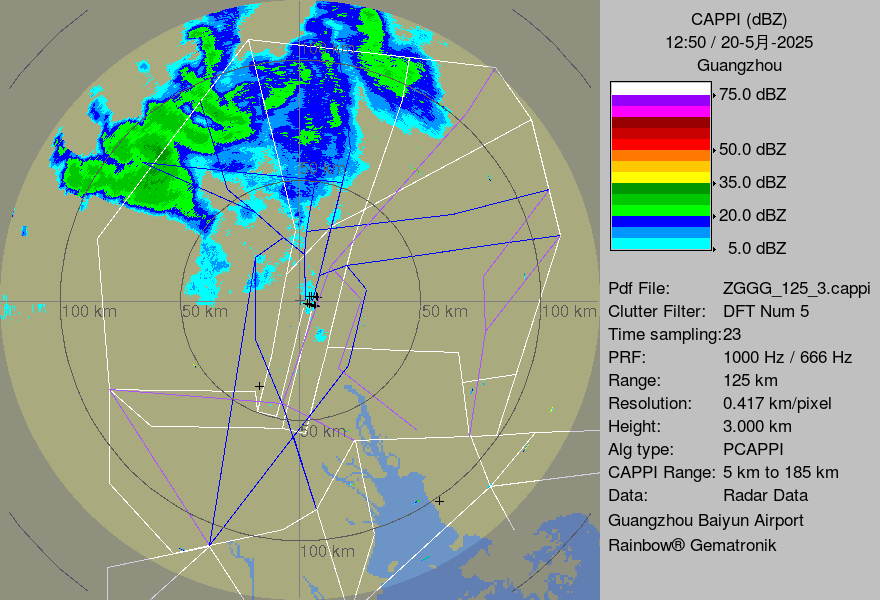 CAPPI (dBZ)
12:50 / 20-5月-2025
Guangzhou
75.0 dBZ
50.0 dBZ
35.0 dBZ
20.0 dBZ
5.0 dBZ
Pdf File: ZGGG_125_3.cappi
Clutter Filter: DFT Num 5
Time sampling:23
PRF: 1000 Hz / 666 Hz
Range: 125 km
Resolution: 0.417 km/pixel
Height: 3.000 km
Alg type: PCAPPI
CAPPI Range: 5 km to 185 km
Data: Radar Data
Guangzhou Baiyun Airport
Rainbow® Gematronik
100 km
50 km
100 km
50 km
50 km
100 km
50 km
100 km